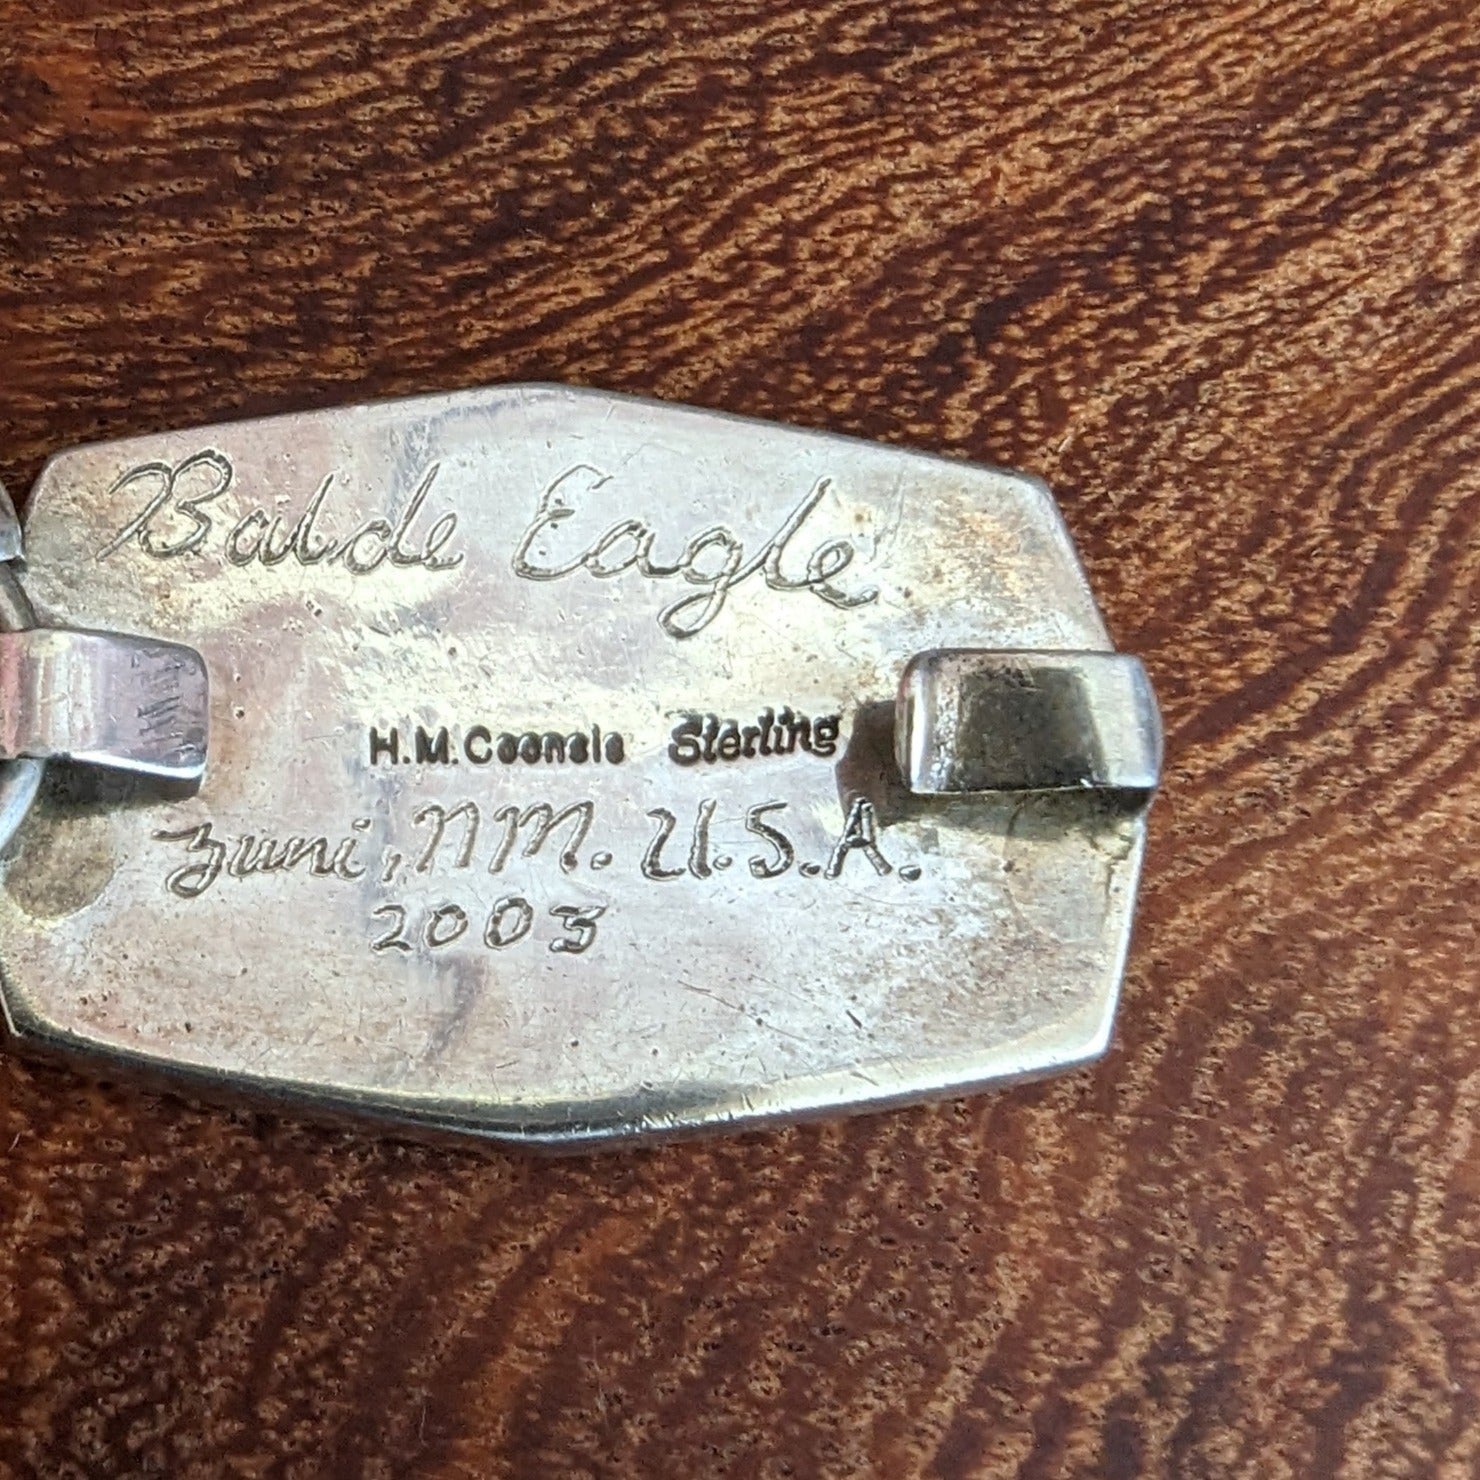 Balde Eagle
H.M. Coonsis Sterling
Zuni, NM. U.S.A.
2003